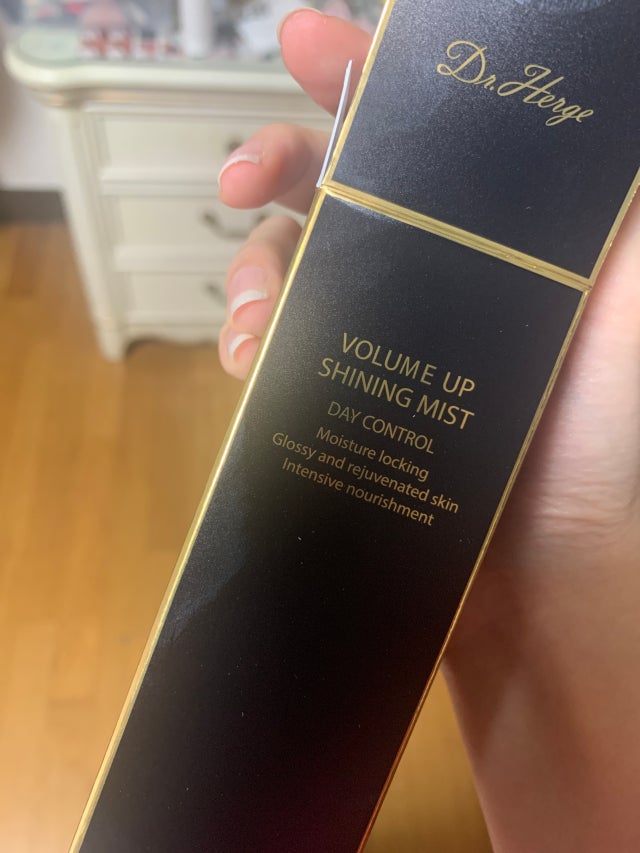 Dr. Herge
VOLUME UP
SHINING MIST
DAY CONTROL
Moisture locking
Glossy and rejuvenated skin
Intensive nourishment